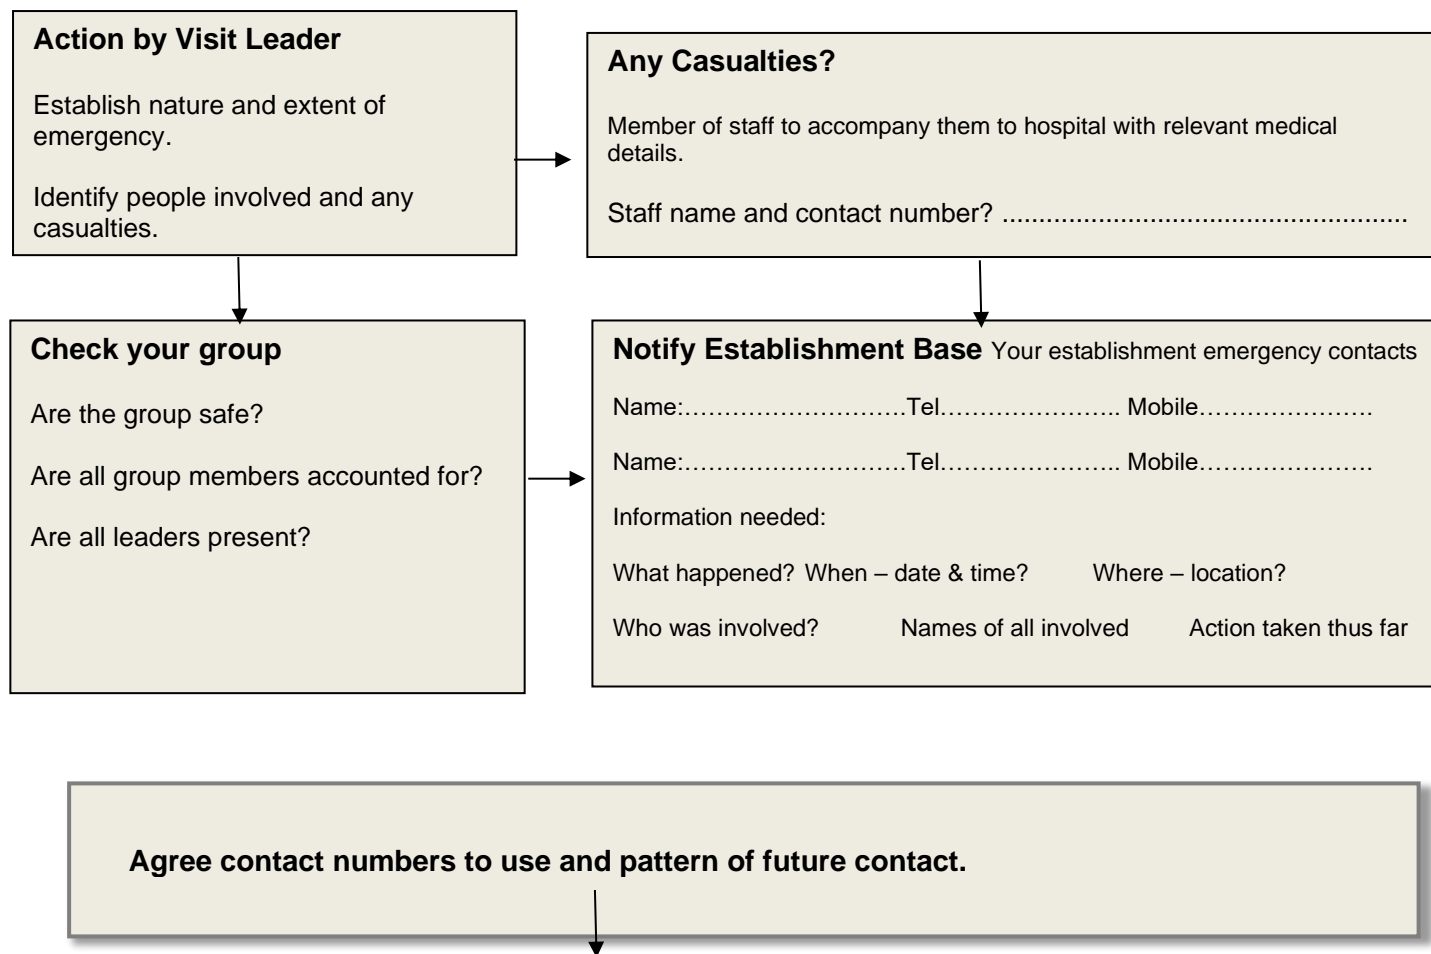 Action by Visit Leader
Establish nature and extent of
emergency.
Identify people involved and any
casualties.
Any Casualties?
Member of staff to accompany them to hospital with relevant medical
details.
Staff name and contact number? .......................................................
Check your group
Are the group safe?
Are all group members accounted for?
Are all leaders present?
Notify Establishment Base Your establishment emergency contacts
Name:……………………….Tel………………….. Mobile………………….
Name:……………………….Tel………………….. Mobile………………….
Information needed:
What happened? When – date & time? Where – location?
Who was involved? Names of all involved Action taken thus far
Agree contact numbers to use and pattern of future contact.